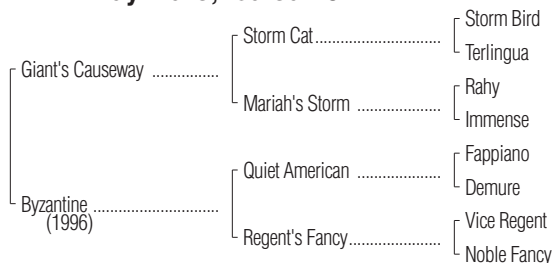 Storm Bird
Storm Cat....................................
Terlingua
Giant's Causeway ...................
Rahy
Mariah's Storm .......................
Immense
Fappiano
Quiet American .......................
Demure
Byzantine ....................................
(1996)
Vice Regent
Regent's Fancy..........................
Noble Fancy